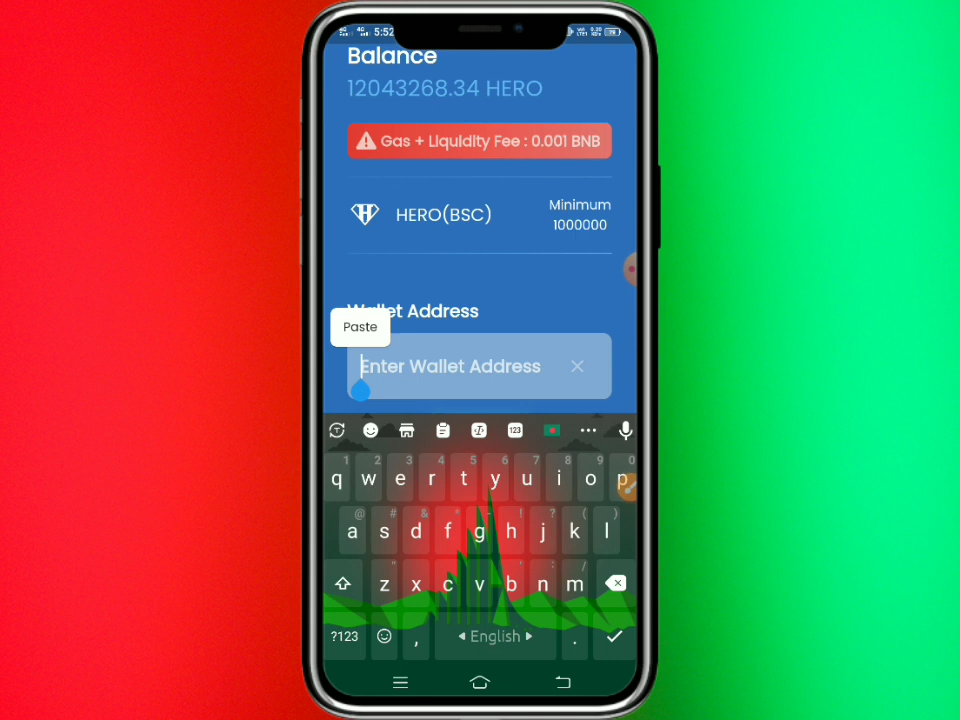 5:52
Balance
12043268.34 HERO
Gas + Liquidity Fee : 0.001 BNB
HERO(BSC)
Minimum
1000000
Wallet Address
Paste
Enter Wallet Address
123
1 2 3 4 5 6 7 8 9 0
q w e r t y u i o p
@ # & * - ! ? ( )
a s d f g h j k l
" ' : ; /
z x c v b n m
?123 , English .